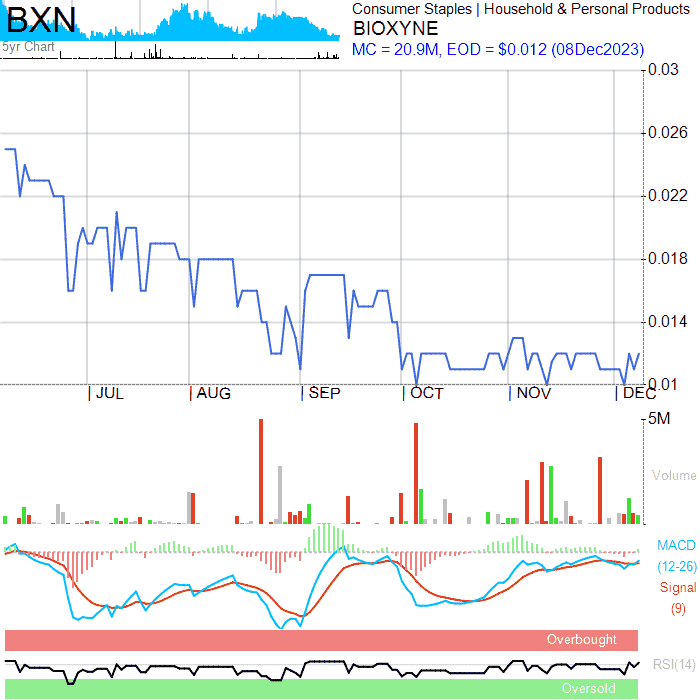 BXN
5yr Chart
Consumer Staples | Household & Personal Products
BIOXYNE
MC = 20.9M, EOD = $0.012 (08Dec2023)
0.03
0.026
0.022
0.018
0.014
0.01
JUL
AUG
SEP
OCT
NOV
DEC
5M
Volume
MACD
(12-26)
Signal
(9)
Overbought
RSI(14)
Oversold